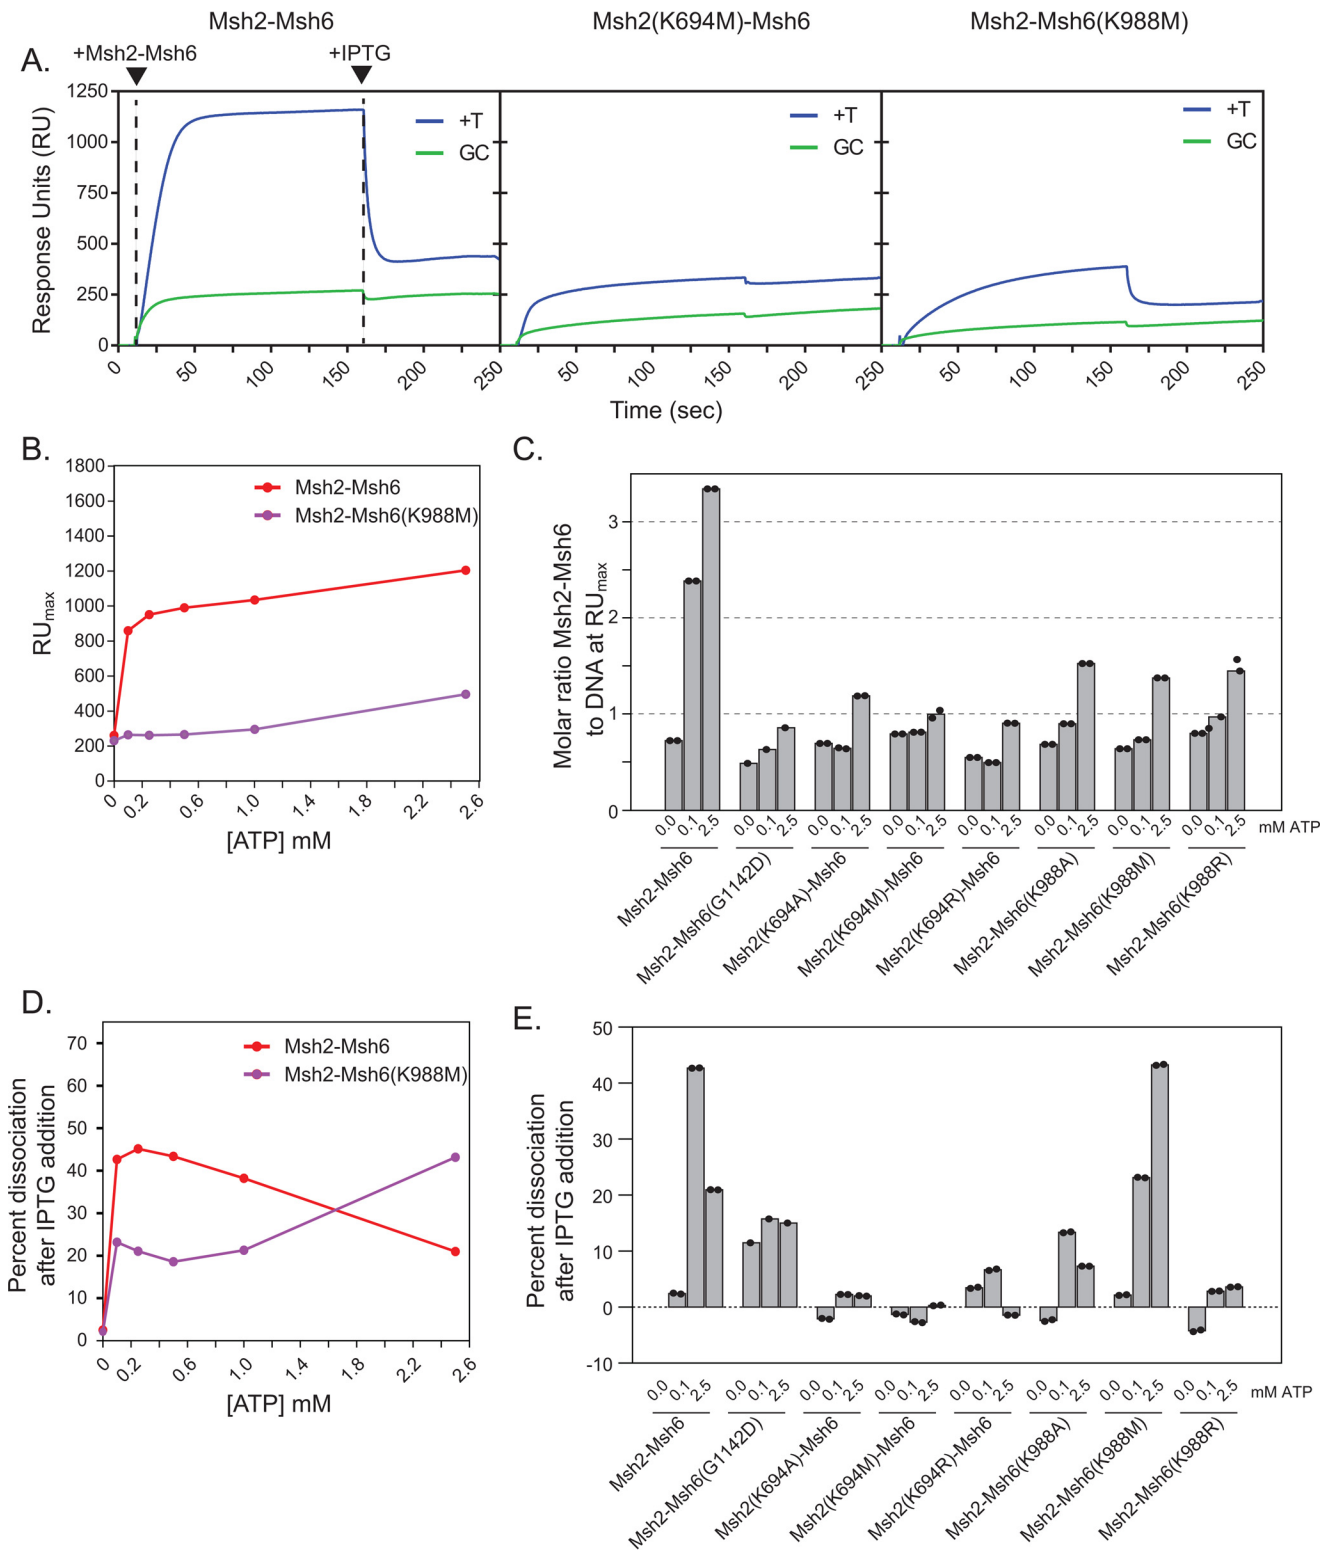 Msh2-Msh6
Msh2(K694M)-Msh6
Msh2-Msh6(K988M)
A.
+Msh2-Msh6
+IPTG
Response Units (RU)
1250
1000
750
500
250
0
+T
GC
+T
GC
+T
GC
0
50
100
150
200
250
50
100
150
200
250
50
100
150
200
250
Time (sec)
B.
RUmax
1800
1600
1400
1200
1000
800
600
400
200
0
Msh2-Msh6
Msh2-Msh6(K988M)
0
0.2
0.6
1.0
1.4
1.8
2.2
2.6
[ATP] mM
C.
Molar ratio Msh2-Msh6
to DNA at RUmax
3
2
1
0
0.0 0.1 2.5
0.0 0.1 2.5
0.0 0.1 2.5
0.0 0.1 2.5
0.0 0.1 2.5
0.0 0.1 2.5
0.0 0.1 2.5
0.0 0.1 2.5
mM ATP
Msh2-Msh6
Msh2-Msh6(G1142D)
Msh2(K694A)-Msh6
Msh2(K694M)-Msh6
Msh2(K694R)-Msh6
Msh2-Msh6(K988A)
Msh2-Msh6(K988M)
Msh2-Msh6(K988R)
D.
Percent dissociation
after IPTG addition
70
60
50
40
30
20
10
0
Msh2-Msh6
Msh2-Msh6(K988M)
0
0.2
0.6
1.0
1.4
1.8
2.2
2.6
[ATP] mM
E.
Percent dissociation
after IPTG addition
50
40
30
20
10
0
-10
0.0 0.1 2.5
0.0 0.1 2.5
0.0 0.1 2.5
0.0 0.1 2.5
0.0 0.1 2.5
0.0 0.1 2.5
0.0 0.1 2.5
0.0 0.1 2.5
mM ATP
Msh2-Msh6
Msh2-Msh6(G1142D)
Msh2(K694A)-Msh6
Msh2(K694M)-Msh6
Msh2(K694R)-Msh6
Msh2-Msh6(K988A)
Msh2-Msh6(K988M)
Msh2-Msh6(K988R)